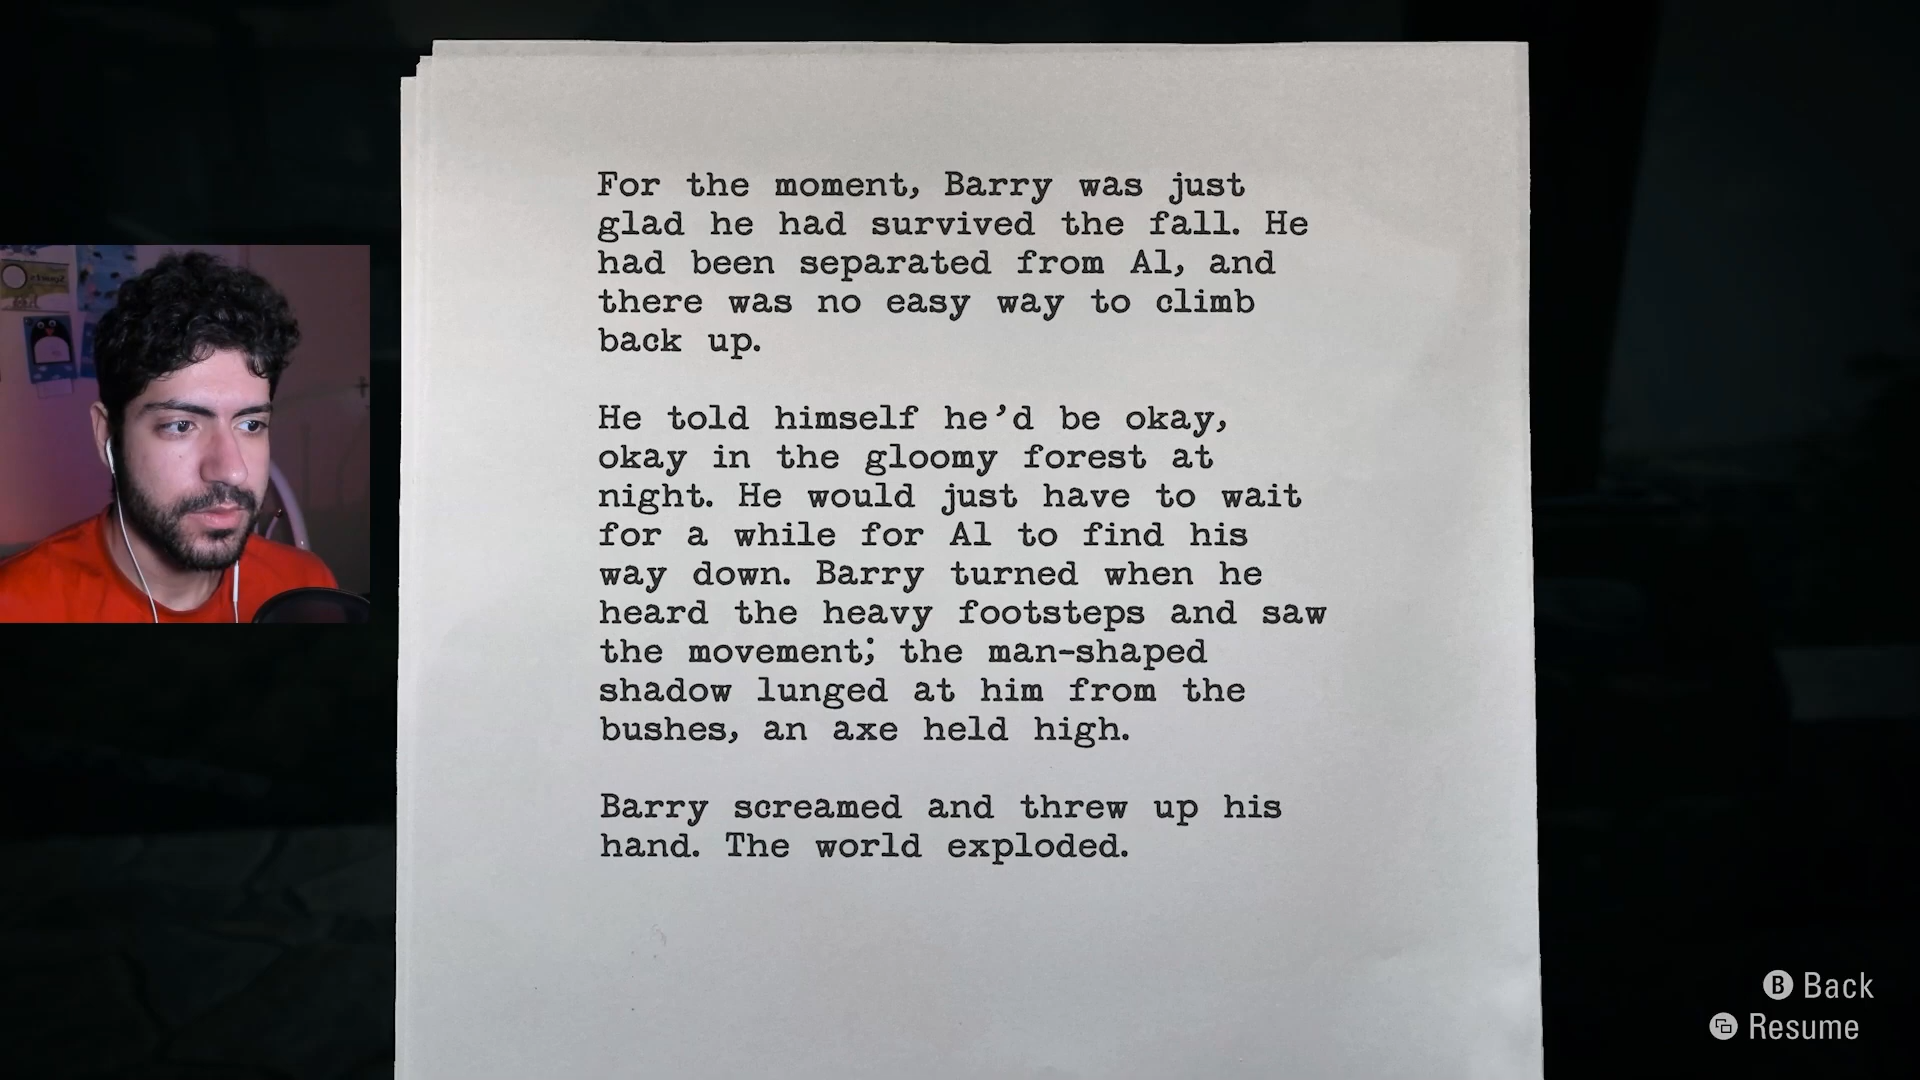 For the moment, Barry was just
glad he had survived the fall. He
had been separated from Al, and
there was no easy way to climb
back up.
He told himself he’d be okay,
okay in the gloomy forest at
night. He would just have to wait
for a while for Al to find his
way down. Barry turned when he
heard the heavy footsteps and saw
the movement; the man-shaped
shadow lunged at him from the
bushes, an axe held high.
Barry screamed and threw up his
hand. The world exploded.
B Back
Resume